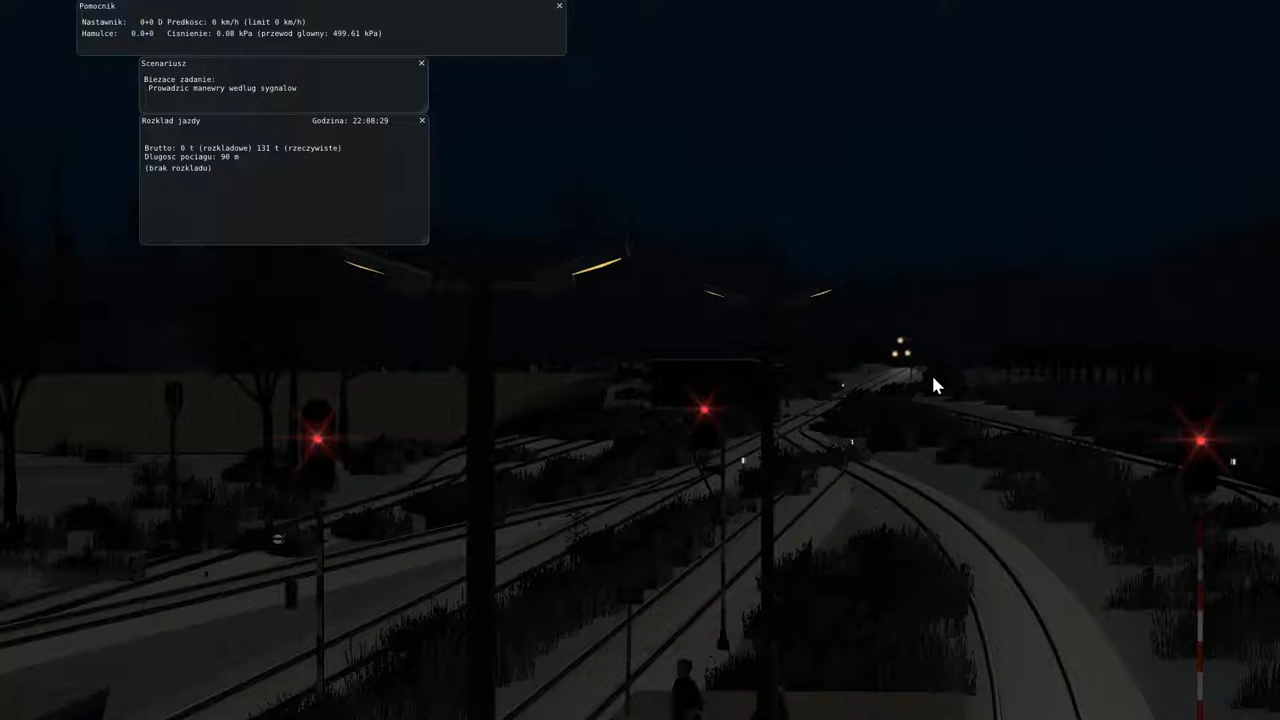 Pomocnik
Nastawnik: 0+0 D Predkosc: 0 km/h (limit 0 km/h)
Hamulce: 0.0+0 Cisnienie: 0.08 kPa (przewod glowny: 499.61 kPa)
Scenariusz
Biezace zadanie:
Prowadzic manewry wedlug sygnalow
Rozklad jazdy Godzina: 22:08:29
Brutto: 0 t (rozkladowe) 131 t (rzeczywiste)
Dlugosc pociagu: 90 m
(brak rozkladu)